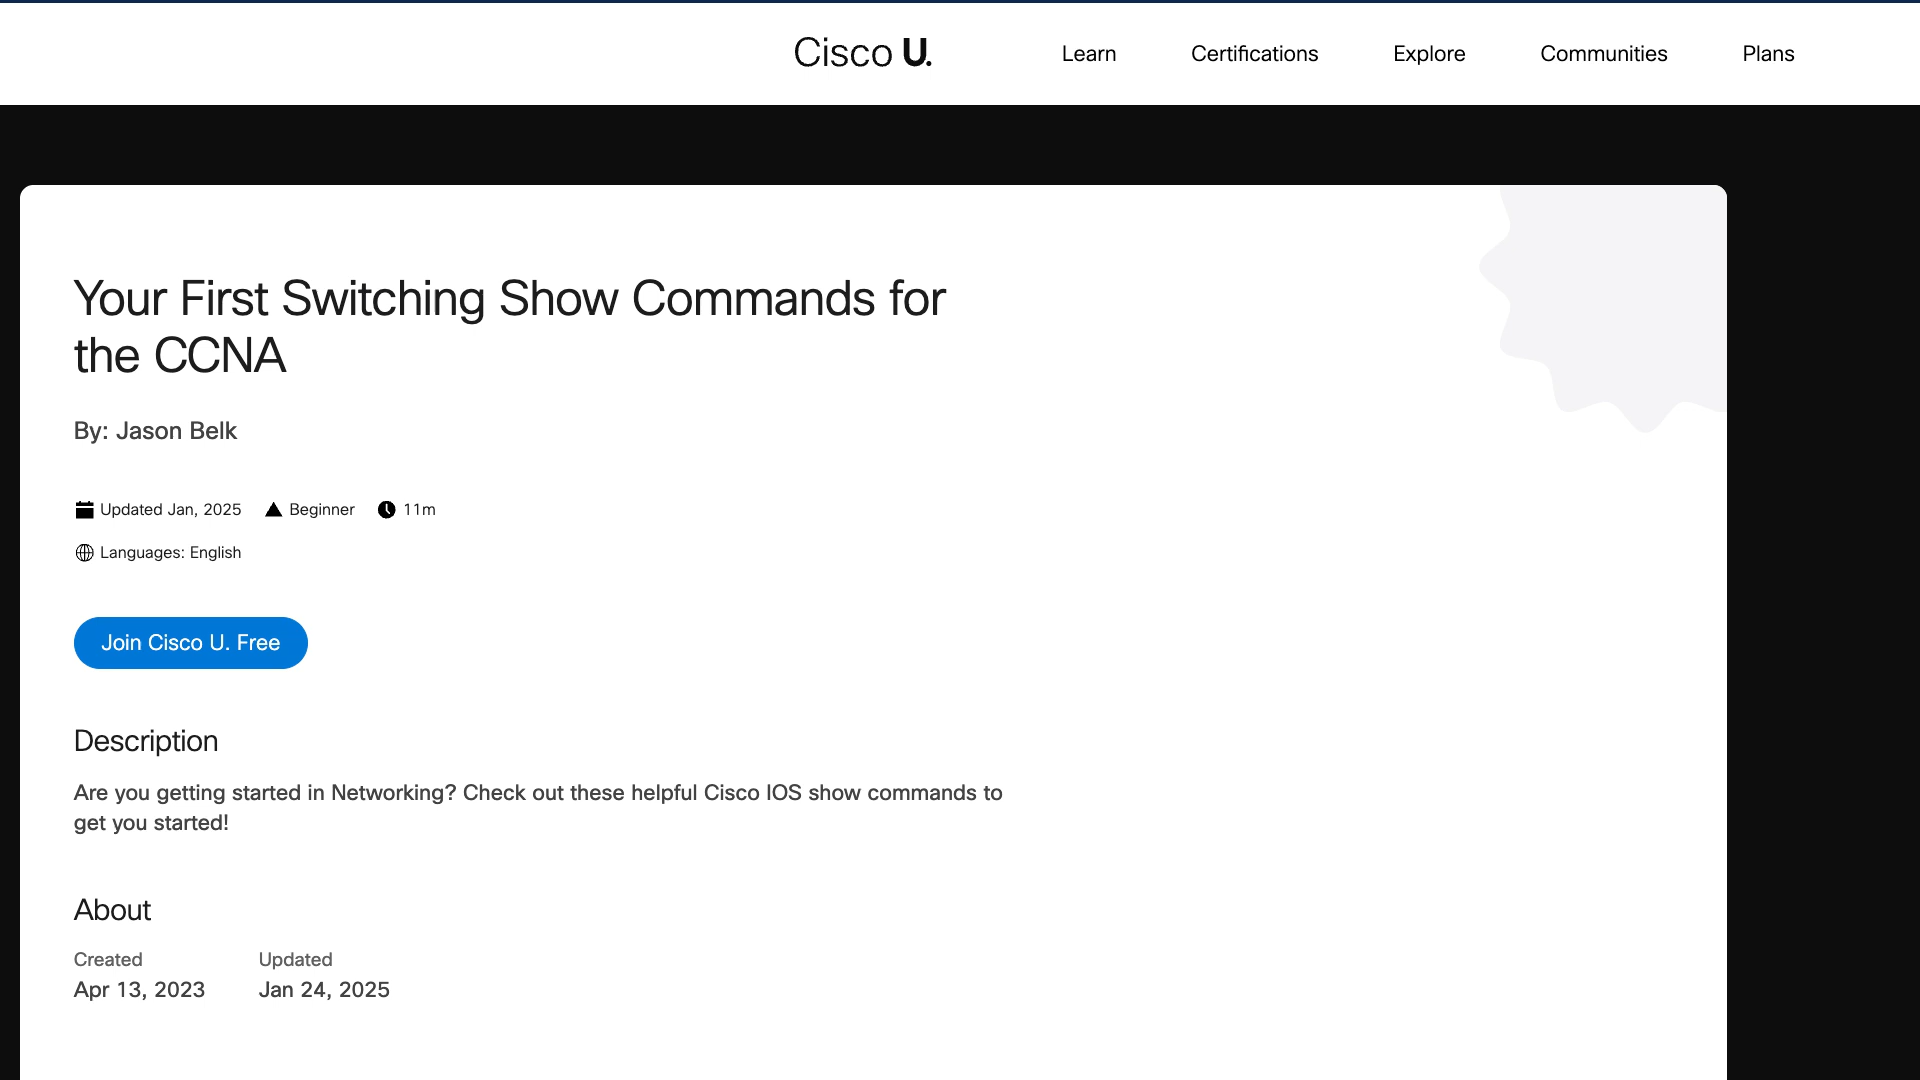 Cisco U.
Learn
Certifications
Explore
Communities
Plans
Your First Switching Show Commands for
the CCNA
By: Jason Belk
Updated Jan, 2025
Beginner
11m
Languages: English
Join Cisco U. Free
Description
Are you getting started in Networking? Check out these helpful Cisco IOS show commands to
get you started!
About
Created
Updated
Apr 13, 2023
Jan 24, 2025